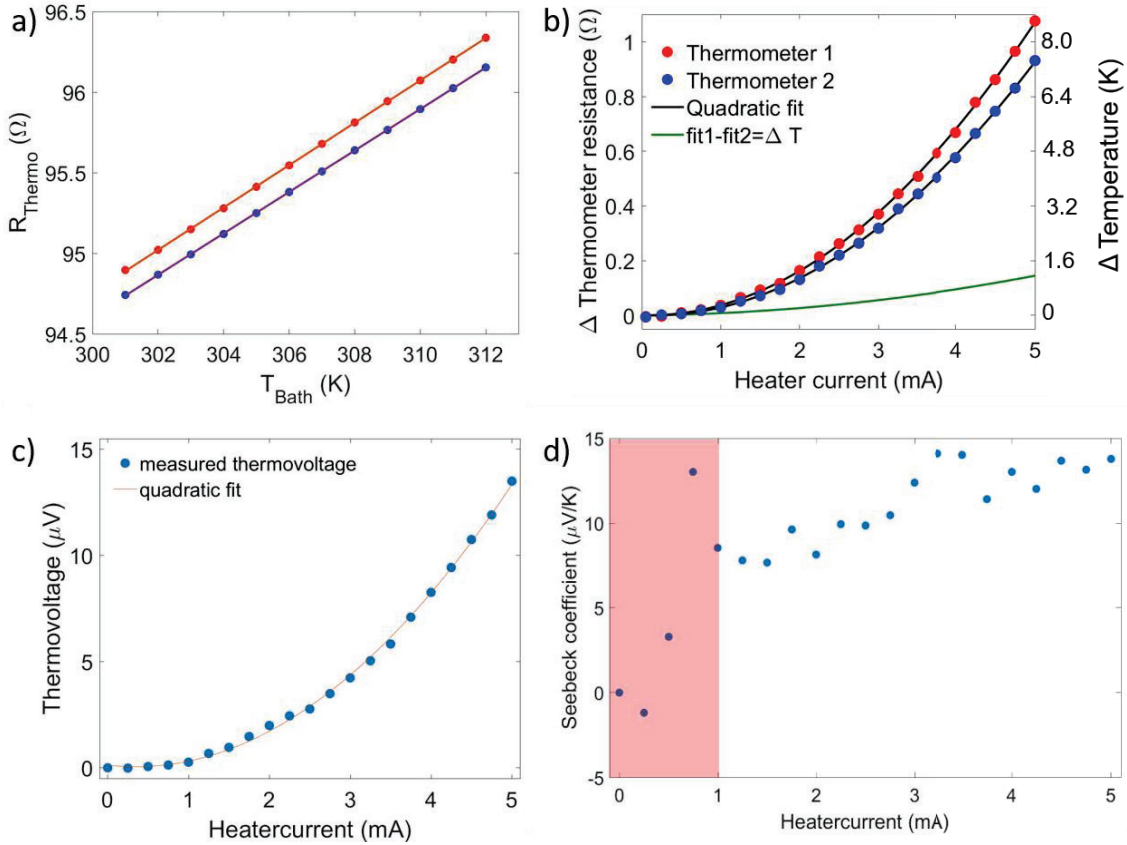 a)
96.5
96
95.5
95
94.5
R_Thermo (Ω)
300 302 304 306 308 310 312
T_Bath (K)
b)
1
0.8
0.6
0.4
0.2
0
Δ Thermometer resistance (Ω)
Thermometer 1
Thermometer 2
Quadratic fit
fit1-fit2=Δ T
8.0
6.4
4.8
3.2
1.6
0
Δ Temperature (K)
0 1 2 3 4 5
Heater current (mA)
c)
15
10
5
0
Thermovoltage (μV)
measured thermovoltage
quadratic fit
0 1 2 3 4 5
Heatercurrent (mA)
d)
15
10
5
0
-5
Seebeck coefficient (μV/K)
0 1 2 3 4 5
Heatercurrent (mA)